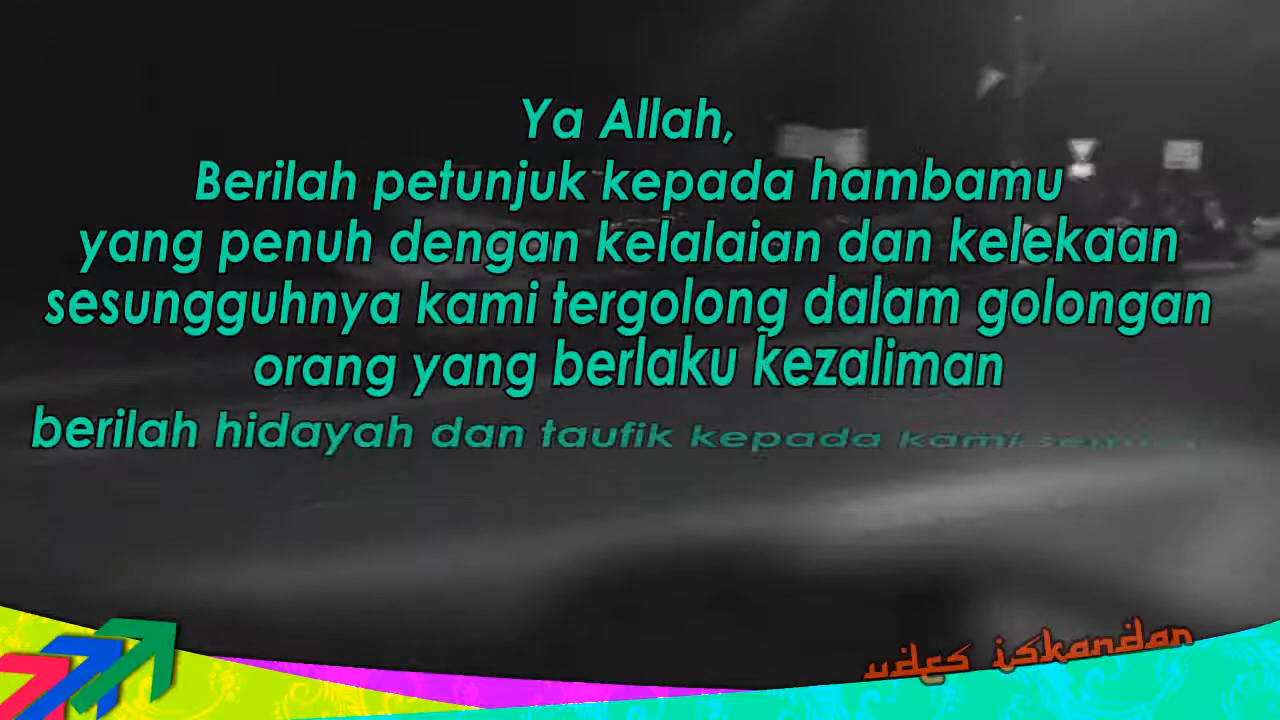 Ya Allah,
Berilah petunjuk kepada hambamu
yang penuh dengan kelalaian dan kelekaan
sesungguhnya kami tergolong dalam golongan
orang yang berlaku kezaliman
berilah hidayah dan taufik kepada kami
udes iskandar